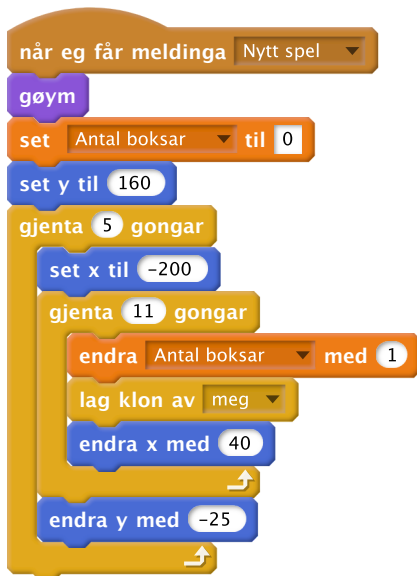 når eg får meldinga Nytt spel
gøym
set Antal boksar til 0
set y til 160
gjenta 5 gongar
set x til -200
gjenta 11 gongar
endra Antal boksar med 1
lag klon av meg
endra x med 40
endra y med -25